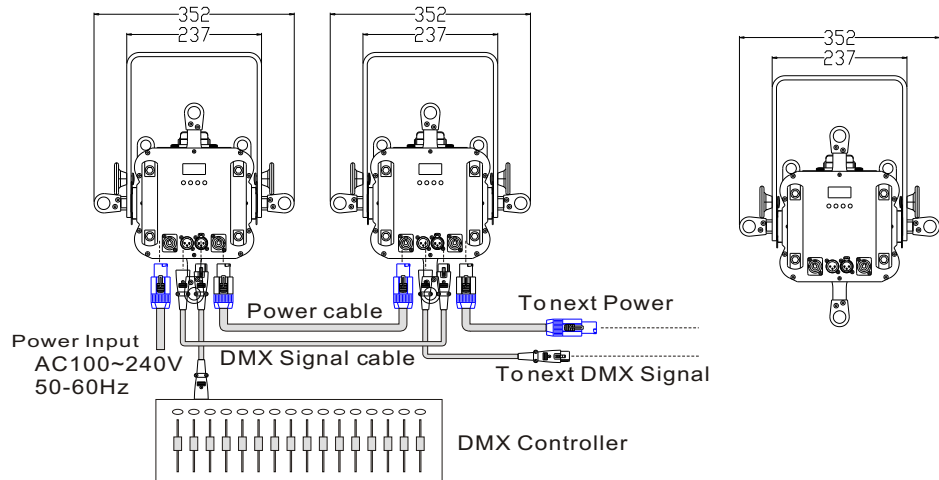 352
237
352
237
352
237
Power cable
To next Power
Power Input
AC100~240V
50-60Hz
DMX Signal cable
To next DMX Signal
DMX Controller